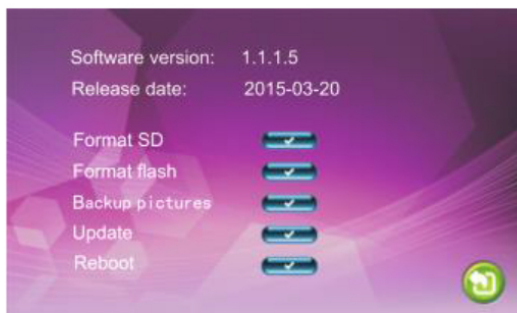 Software version: 1.1.1.5
Release date: 2015-03-20
Format SD
Format flash
Backup pictures
Update
Reboot